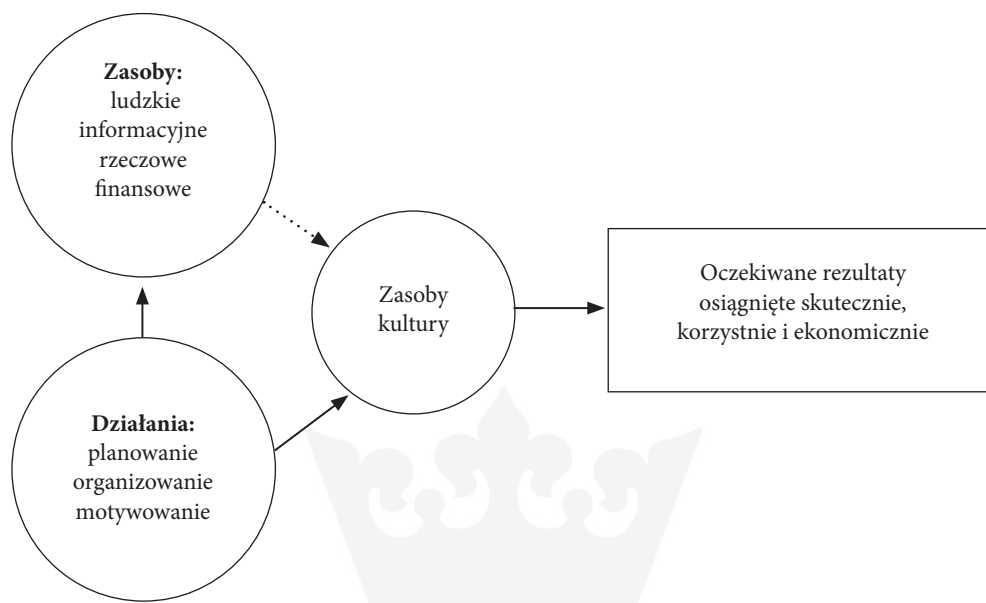 Zasoby:
ludzkie
informacyjne
rzeczowe
finansowe
Zasoby
kultury
Oczekiwane rezultaty
osiągnięte skutecznie,
korzystnie i ekonomicznie
Działania:
planowanie
organizowanie
motywowanie